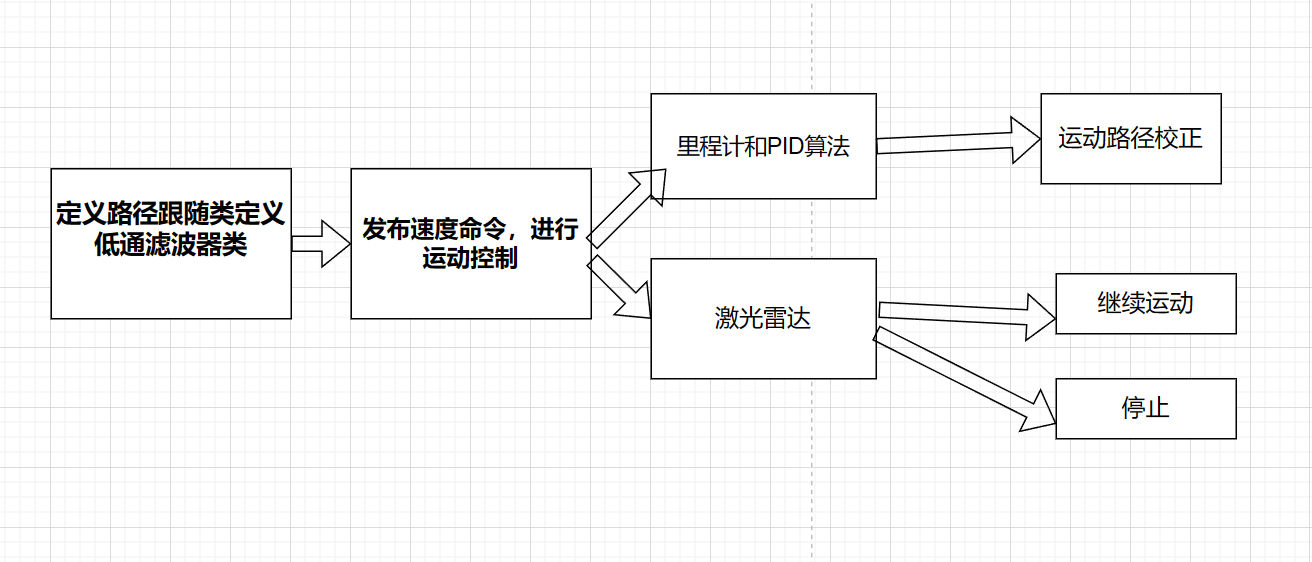 定义路径跟随类定义
低通滤波器类
发布速度命令，进行
运动控制
里程计和PID算法
运动路径校正
激光雷达
继续运动
停止